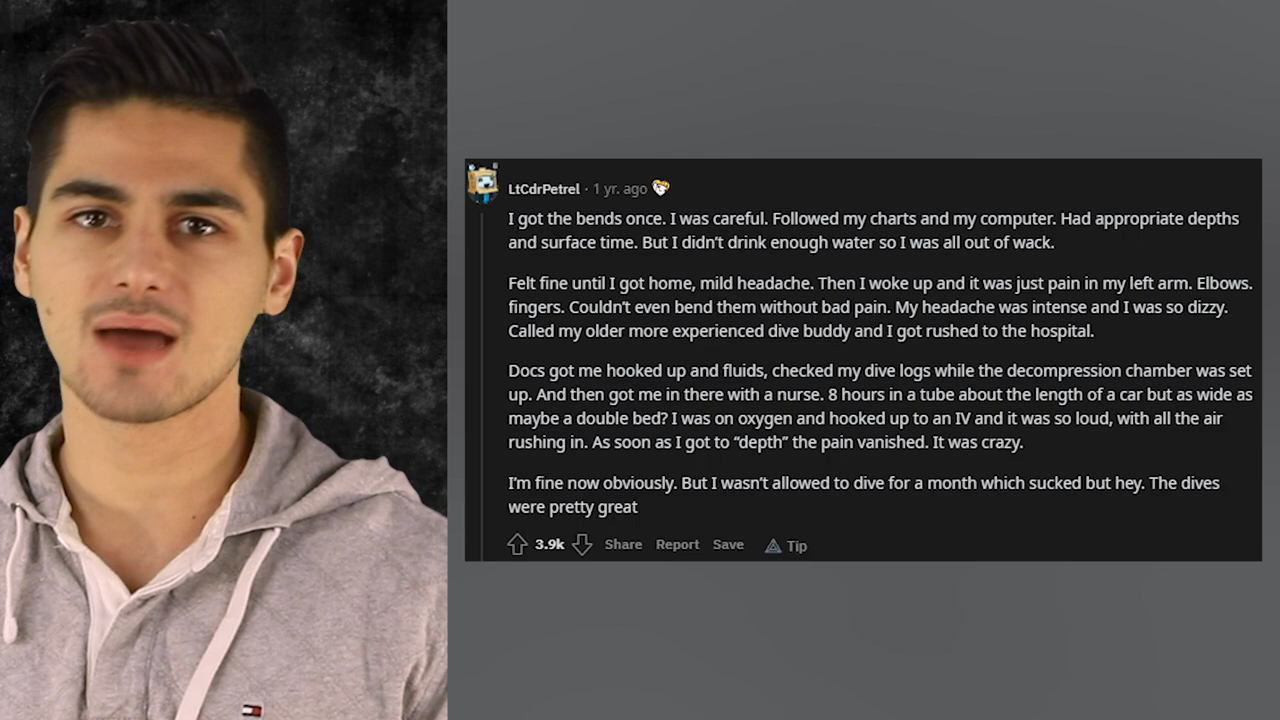 LtCdrPetrel · 1 yr. ago
I got the bends once. I was careful. Followed my charts and my computer. Had appropriate depths
and surface time. But I didn't drink enough water so I was all out of wack.
Felt fine until I got home, mild headache. Then I woke up and it was just pain in my left arm. Elbows.
fingers. Couldn't even bend them without bad pain. My headache was intense and I was so dizzy.
Called my older more experienced dive buddy and I got rushed to the hospital.
Docs got me hooked up and fluids, checked my dive logs while the decompression chamber was set
up. And then got me in there with a nurse. 8 hours in a tube about the length of a car but as wide as
maybe a double bed? I was on oxygen and hooked up to an IV and it was so loud, with all the air
rushing in. As soon as I got to “depth” the pain vanished. It was crazy.
I'm fine now obviously. But I wasn't allowed to dive for a month which sucked but hey. The dives
were pretty great
3.9k Share Report Save Tip